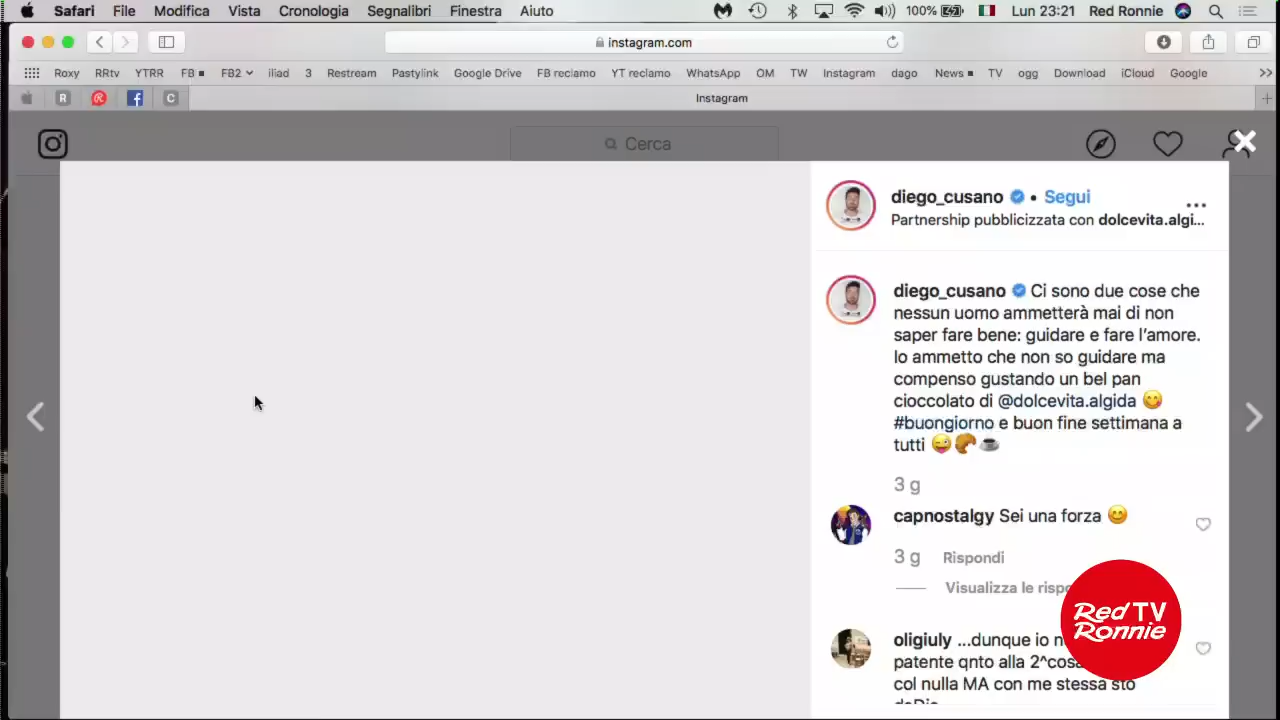 Safari File Modifica Vista Cronologia Segnalibri Finestra Aiuto 100% Lun 23:21 Red Ronnie
instagram.com
Roxy RRtv YTRR FB FB2 iliad 3 Restream Pastylink Google Drive FB reclamo YT reclamo WhatsApp OM TW Instagram dago News TV ogg Download iCloud Google
R R f C Instagram
Cerca
diego_cusano • Segui
Partnership pubblicizzata con dolcevita.algi...
diego_cusano Ci sono due cose che
nessun uomo ammetterà mai di non
saper fare bene: guidare e fare l'amore.
Io ammetto che non so guidare ma
compenso gustando un bel pan
cioccolato di @dolcevita.algida 😋
#buongiorno e buon fine settimana a
tutti 😜🥐☕
3 g
capnostalgy Sei una forza 😊
3 g Rispondi
Visualizza le rispo
oligiuly ...dunque io n
patente qnto alla 2^cosa
col nulla MA con me stessa sto
Red TV
Ronnie